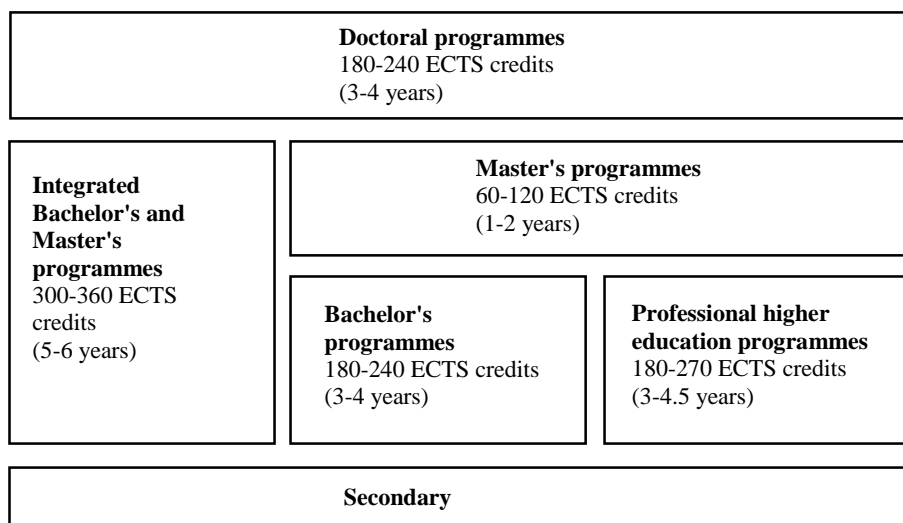 Doctoral programmes
180-240 ECTS credits
(3-4 years)
Integrated
Bachelor's and
Master's
programmes
300-360 ECTS
credits
(5-6 years)
Master's programmes
60-120 ECTS credits
(1-2 years)
Bachelor's
programmes
180-240 ECTS credits
(3-4 years)
Professional higher
education programmes
180-270 ECTS credits
(3-4.5 years)
Secondary